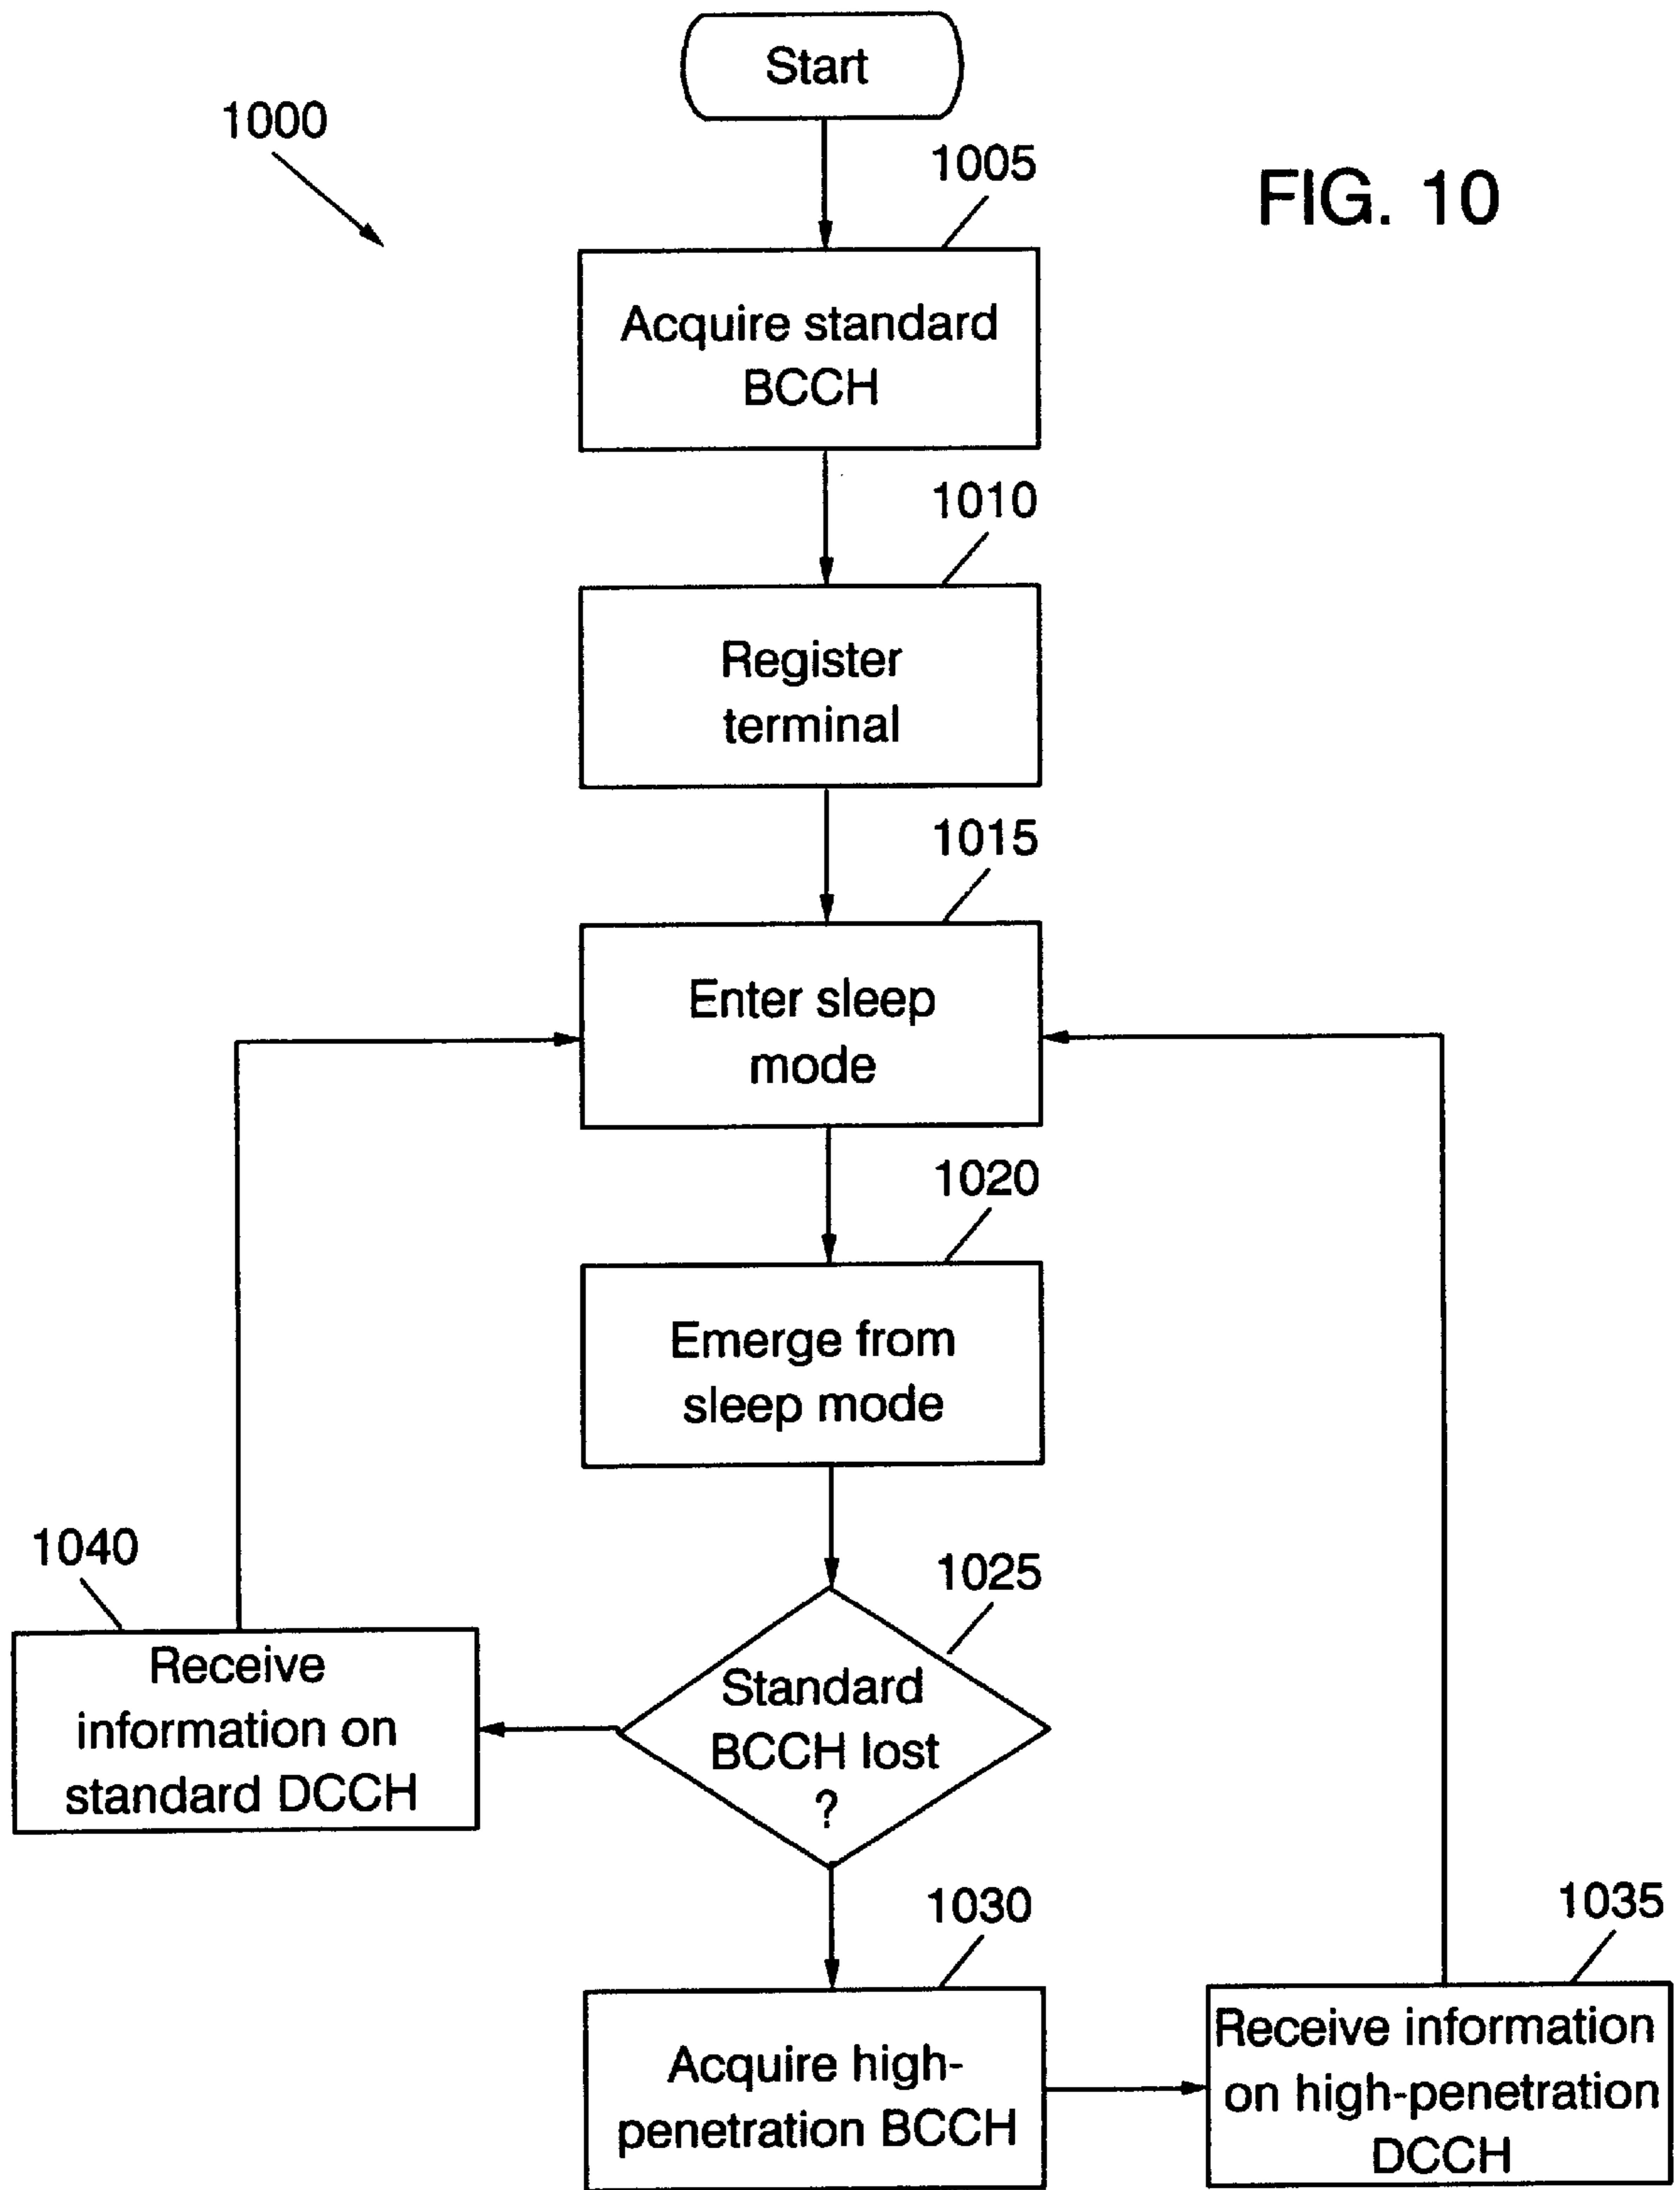 Start
1000
1005
FIG. 10
Acquire standard
BCCH
1010
Register
terminal
1015
Enter sleep
mode
1020
Emerge from
sleep mode
1040
1025
Receive
information on
standard DCCH
Standard
BCCH lost
?
1030
1035
Acquire high-
penetration BCCH
Receive information
on high-penetration
DCCH